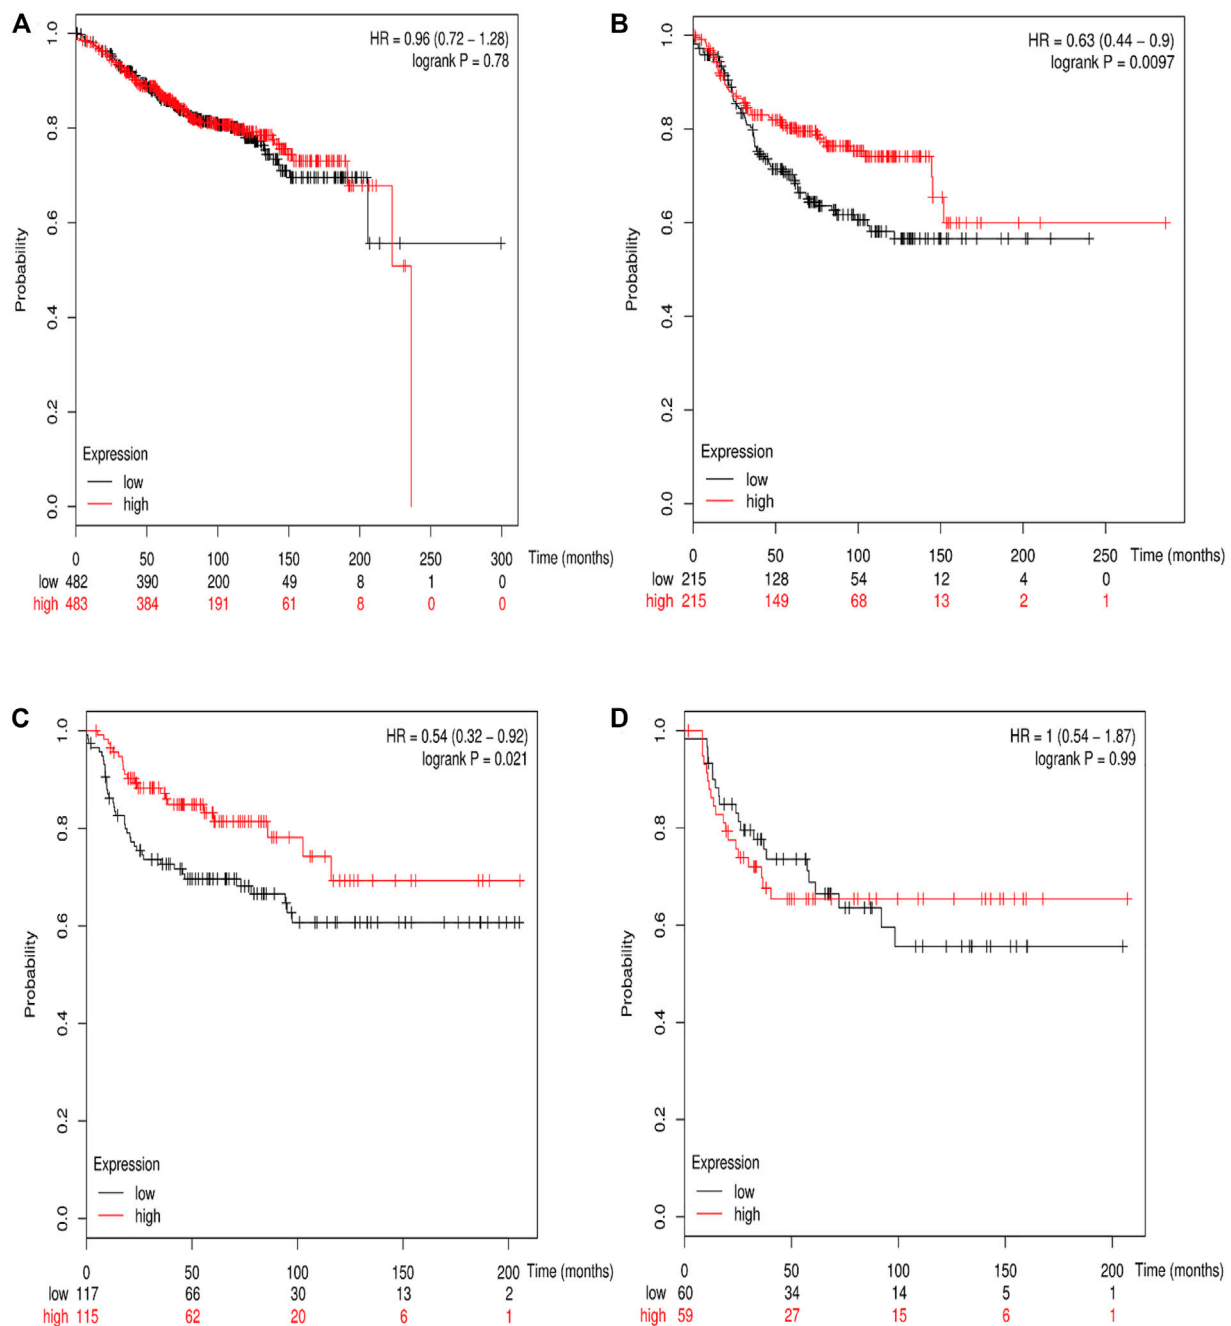 A
HR = 0.96 (0.72 − 1.28)
logrank P = 0.78
Probability
1.0
0.8
0.6
0.4
0.2
0.0
Expression
low
high
0 50 100 150 200 250 300 Time (months)
low 482 390 200 49 8 1 0
high 483 384 191 61 8 0 0
B
HR = 0.63 (0.44 − 0.9)
logrank P = 0.0097
Probability
1.0
0.8
0.6
0.4
0.2
0.0
Expression
low
high
0 50 100 150 200 250 Time (months)
low 215 128 54 12 4 0
high 215 149 68 13 2 1
C
HR = 0.54 (0.32 − 0.92)
logrank P = 0.021
Probability
1.0
0.8
0.6
0.4
0.2
0.0
Expression
low
high
0 50 100 150 200 Time (months)
low 117 66 30 13 2
high 115 62 20 6 1
D
HR = 1 (0.54 − 1.87)
logrank P = 0.99
Probability
1.0
0.8
0.6
0.4
0.2
0.0
Expression
low
high
0 50 100 150 200 Time (months)
low 60 34 14 5 1
high 59 27 15 6 1